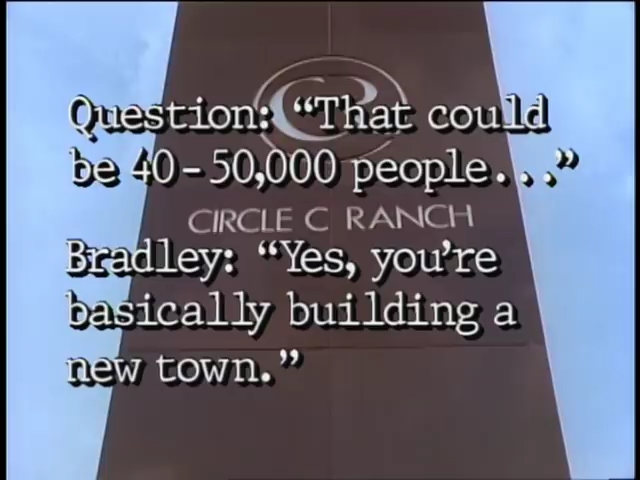 Question: “That could
be 40-50,000 people...”
CIRCLE C RANCH
Bradley: “Yes, you’re
basically building a
new town.”